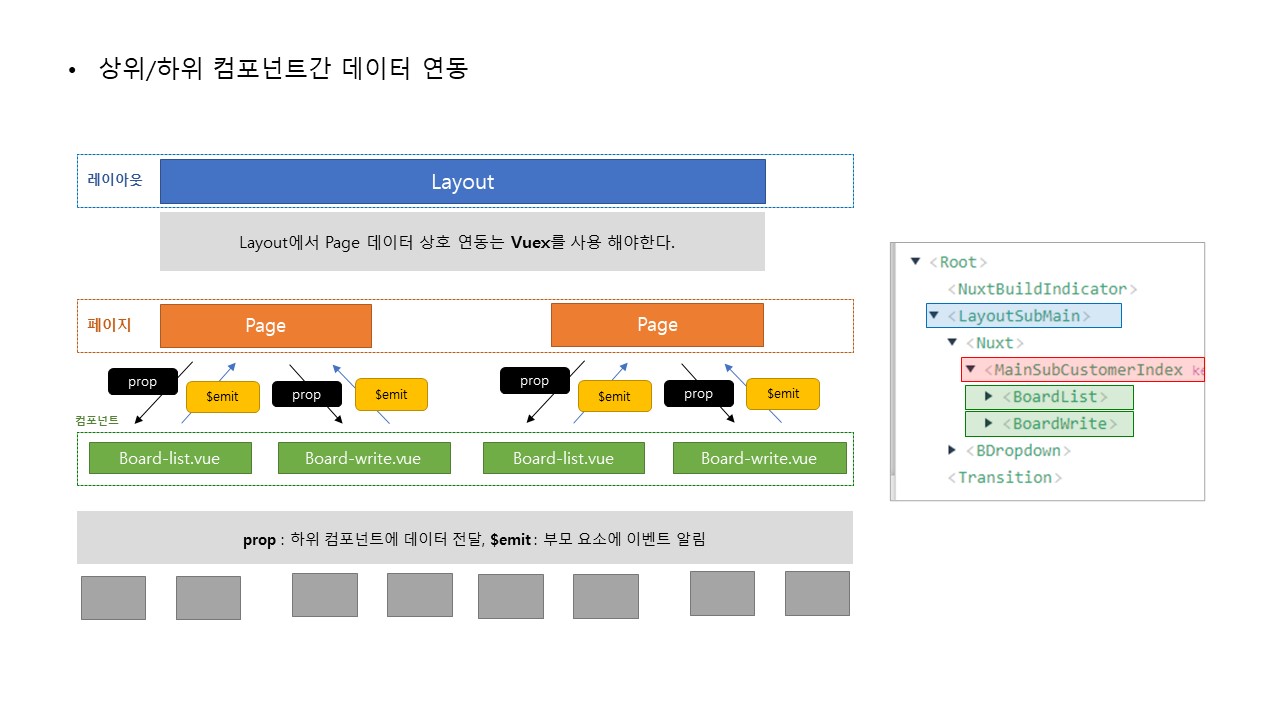 • 상위/하위 컴포넌트간 데이터 연동
레이아웃
Layout
Layout에서 Page 데이터 상호 연동는 Vuex를 사용 해야한다.
페이지
Page
Page
prop
$emit
prop
$emit
prop
$emit
prop
$emit
컴포넌트
Board-list.vue
Board-write.vue
Board-list.vue
Board-write.vue
prop : 하위 컴포넌트에 데이터 전달, $emit : 부모 요소에 이벤트 알림
▼ <Root>
<NuxtBuildIndicator>
▼ <LayoutSubMain>
▼ <Nuxt>
▼ <MainSubCustomerIndex ke
▶ <BoardList>
▶ <BoardWrite>
▶ <BDropdown>
<Transition>